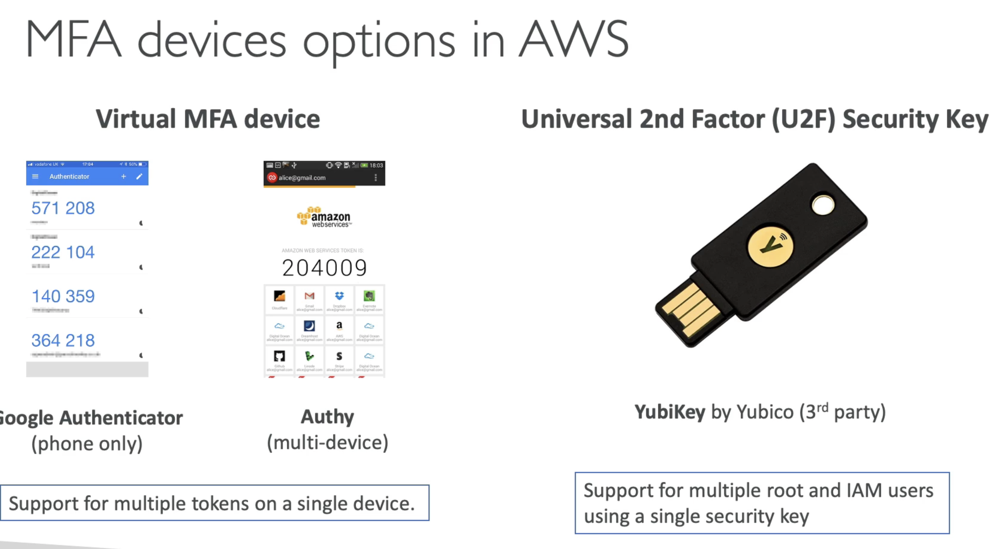 MFA devices options in AWS
Virtual MFA device
Universal 2nd Factor (U2F) Security Key
vodafone UK 17:04 50%
Authenticator
571 208
222 104
140 359
364 218
18:03
alice@gmail.com
amazon
webservices™
AMAZON WEB SERVICES TOKEN IS:
204009
Cloudflare
Gmail Dropbox Evernote
alice@gmail.com alice@gmail.com alice@gmail.com
a
Digital Ocean Dreamhost AWS Digital Ocean
alice@gmail.com alice@gmail.com alice@gmail.com alice@gmail.com
S
Github Linode Stripe Digital Ocean
alice@gmail.com alice@gmail.com alice@gmail.com alice@gmail.com
y
Google Authenticator
(phone only)
Authy
(multi-device)
YubiKey by Yubico (3rd party)
Support for multiple tokens on a single device.
Support for multiple root and IAM users
using a single security key